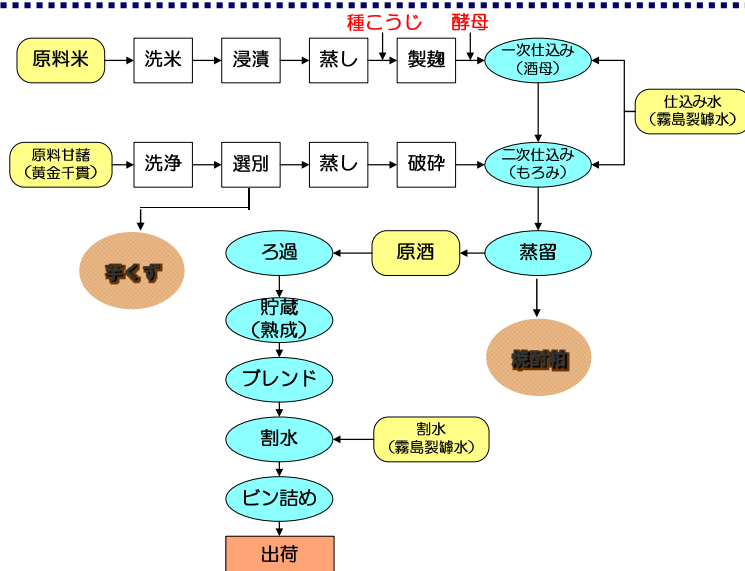 種こうじ
酵母
原料米
洗米
浸漬
蒸し
製麹
一次仕込み
（酒母）
仕込み水
（霧島裂罅水）
原料甘諸
（黄金千貫）
洗浄
選別
蒸し
破砕
二次仕込み
（もろみ）
芋くず
ろ過
原酒
蒸留
貯蔵
（熟成）
焼酎粕
ブレンド
割水
割水
（霧島裂罅水）
ビン詰め
出荷